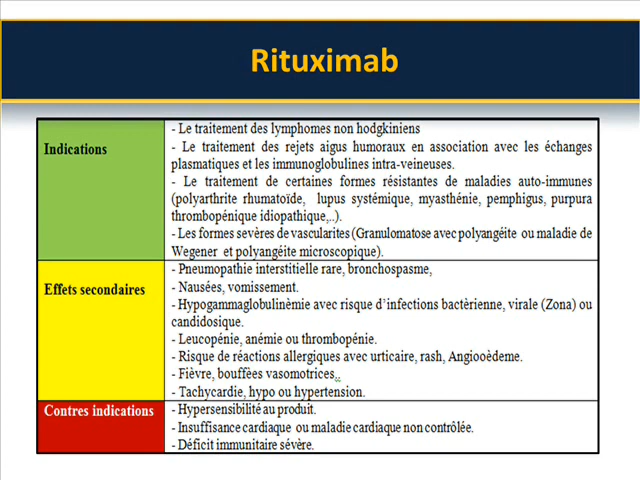 Rituximab
Indications
- Le traitement des lymphomes non hodgkiniens
- Le traitement des rejets aigus humoraux en association avec les échanges
plasmatiques et les immunoglobulines intra-veineuses.
- Le traitement de certaines formes résistantes de maladies auto-immunes
(polyarthrite rhumatoïde, lupus systémique, myasthénie, pemphigus, purpura
thrombopénique idiopathique,..).
- Les formes sevères de vascularites (Granulomatose avec polyangéite ou maladie de
Wegener et polyangéite microscopique).
Effets secondaires
- Pneumopathie interstitielle rare, bronchospasme,
- Nausées, vomissement.
- Hypogammaglobulinèmie avec risque d'infections bactèrienne, virale (Zona) ou
candidosique.
- Leucopénie, anémie ou thrombopénie.
- Risque de réactions allergiques avec urticaire, rash, Angiooèdeme.
- Fièvre, bouffèes vasomotrices,..
- Tachycardie, hypo ou hypertension.
Contres indications
- Hypersensibilité au produit.
- Insuffisance cardiaque ou maladie cardiaque non contrôlée.
- Déficit immunitaire sévère.